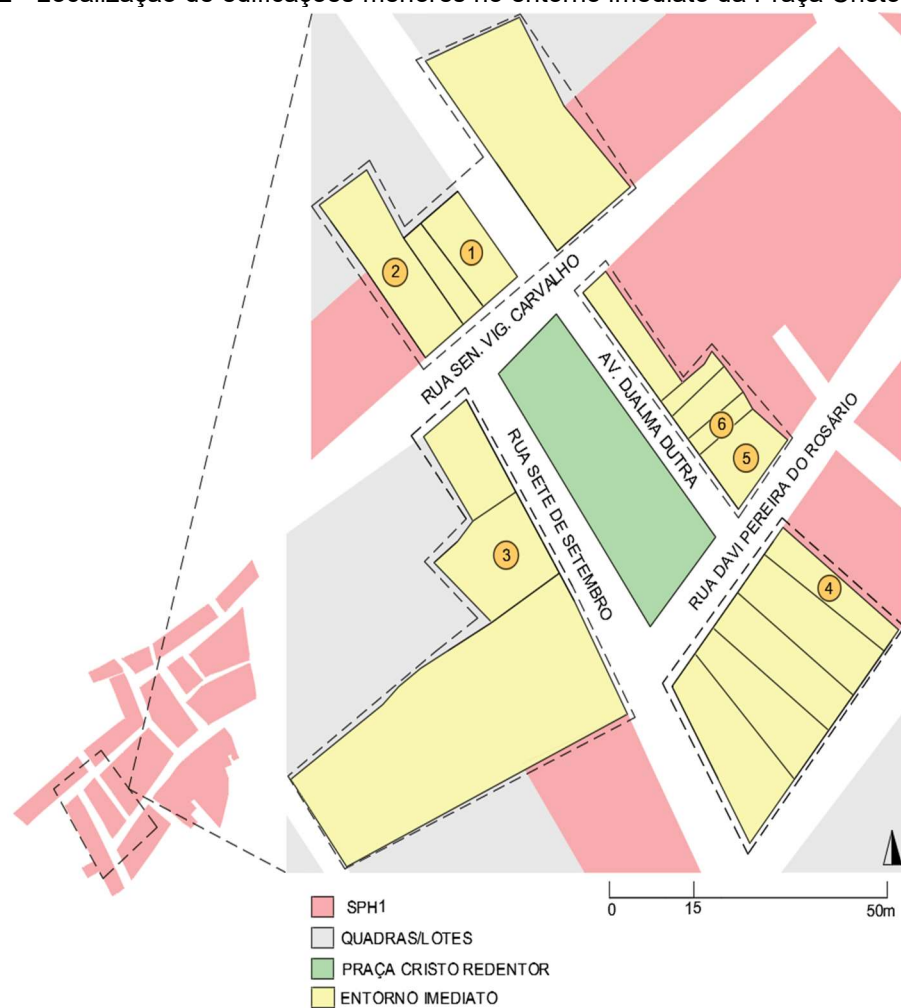 Localização de edificações menores no entorno imediato da Praça Cristo
1
2
RUA SEN. VIG. CARVALHO
AV. DJALMA DUTRA
6
5
RUA SETE DE SETEMBRO
3
RUA DAVI PEREIRA DO ROSÁRIO
4
0 15 50m
SPH1
QUADRAS/LOTES
PRAÇA CRISTO REDENTOR
ENTORNO IMEDIATO